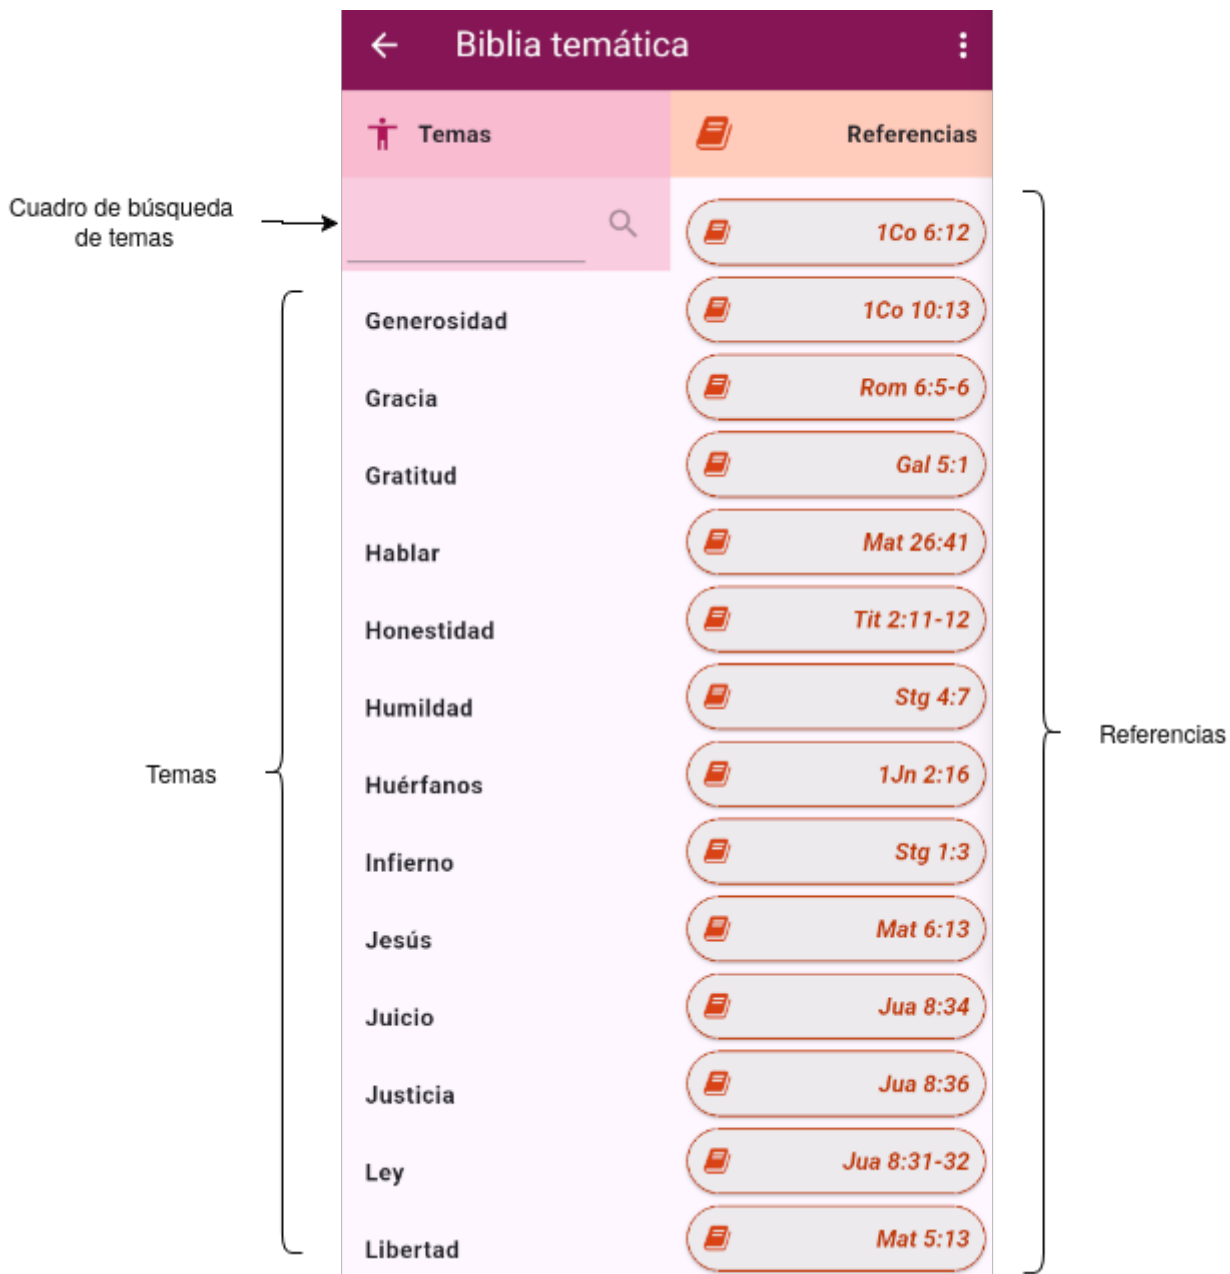 Biblia temática
Temas
Referencias
Cuadro de búsqueda
de temas
1Co 6:12
Generosidad
1Co 10:13
Gracia
Rom 6:5-6
Gratitud
Gal 5:1
Hablar
Mat 26:41
Honestidad
Tit 2:11-12
Humildad
Stg 4:7
Temas
Referencias
Huérfanos
1Jn 2:16
Infierno
Stg 1:3
Jesús
Mat 6:13
Juicio
Jua 8:34
Justicia
Jua 8:36
Ley
Jua 8:31-32
Libertad
Mat 5:13